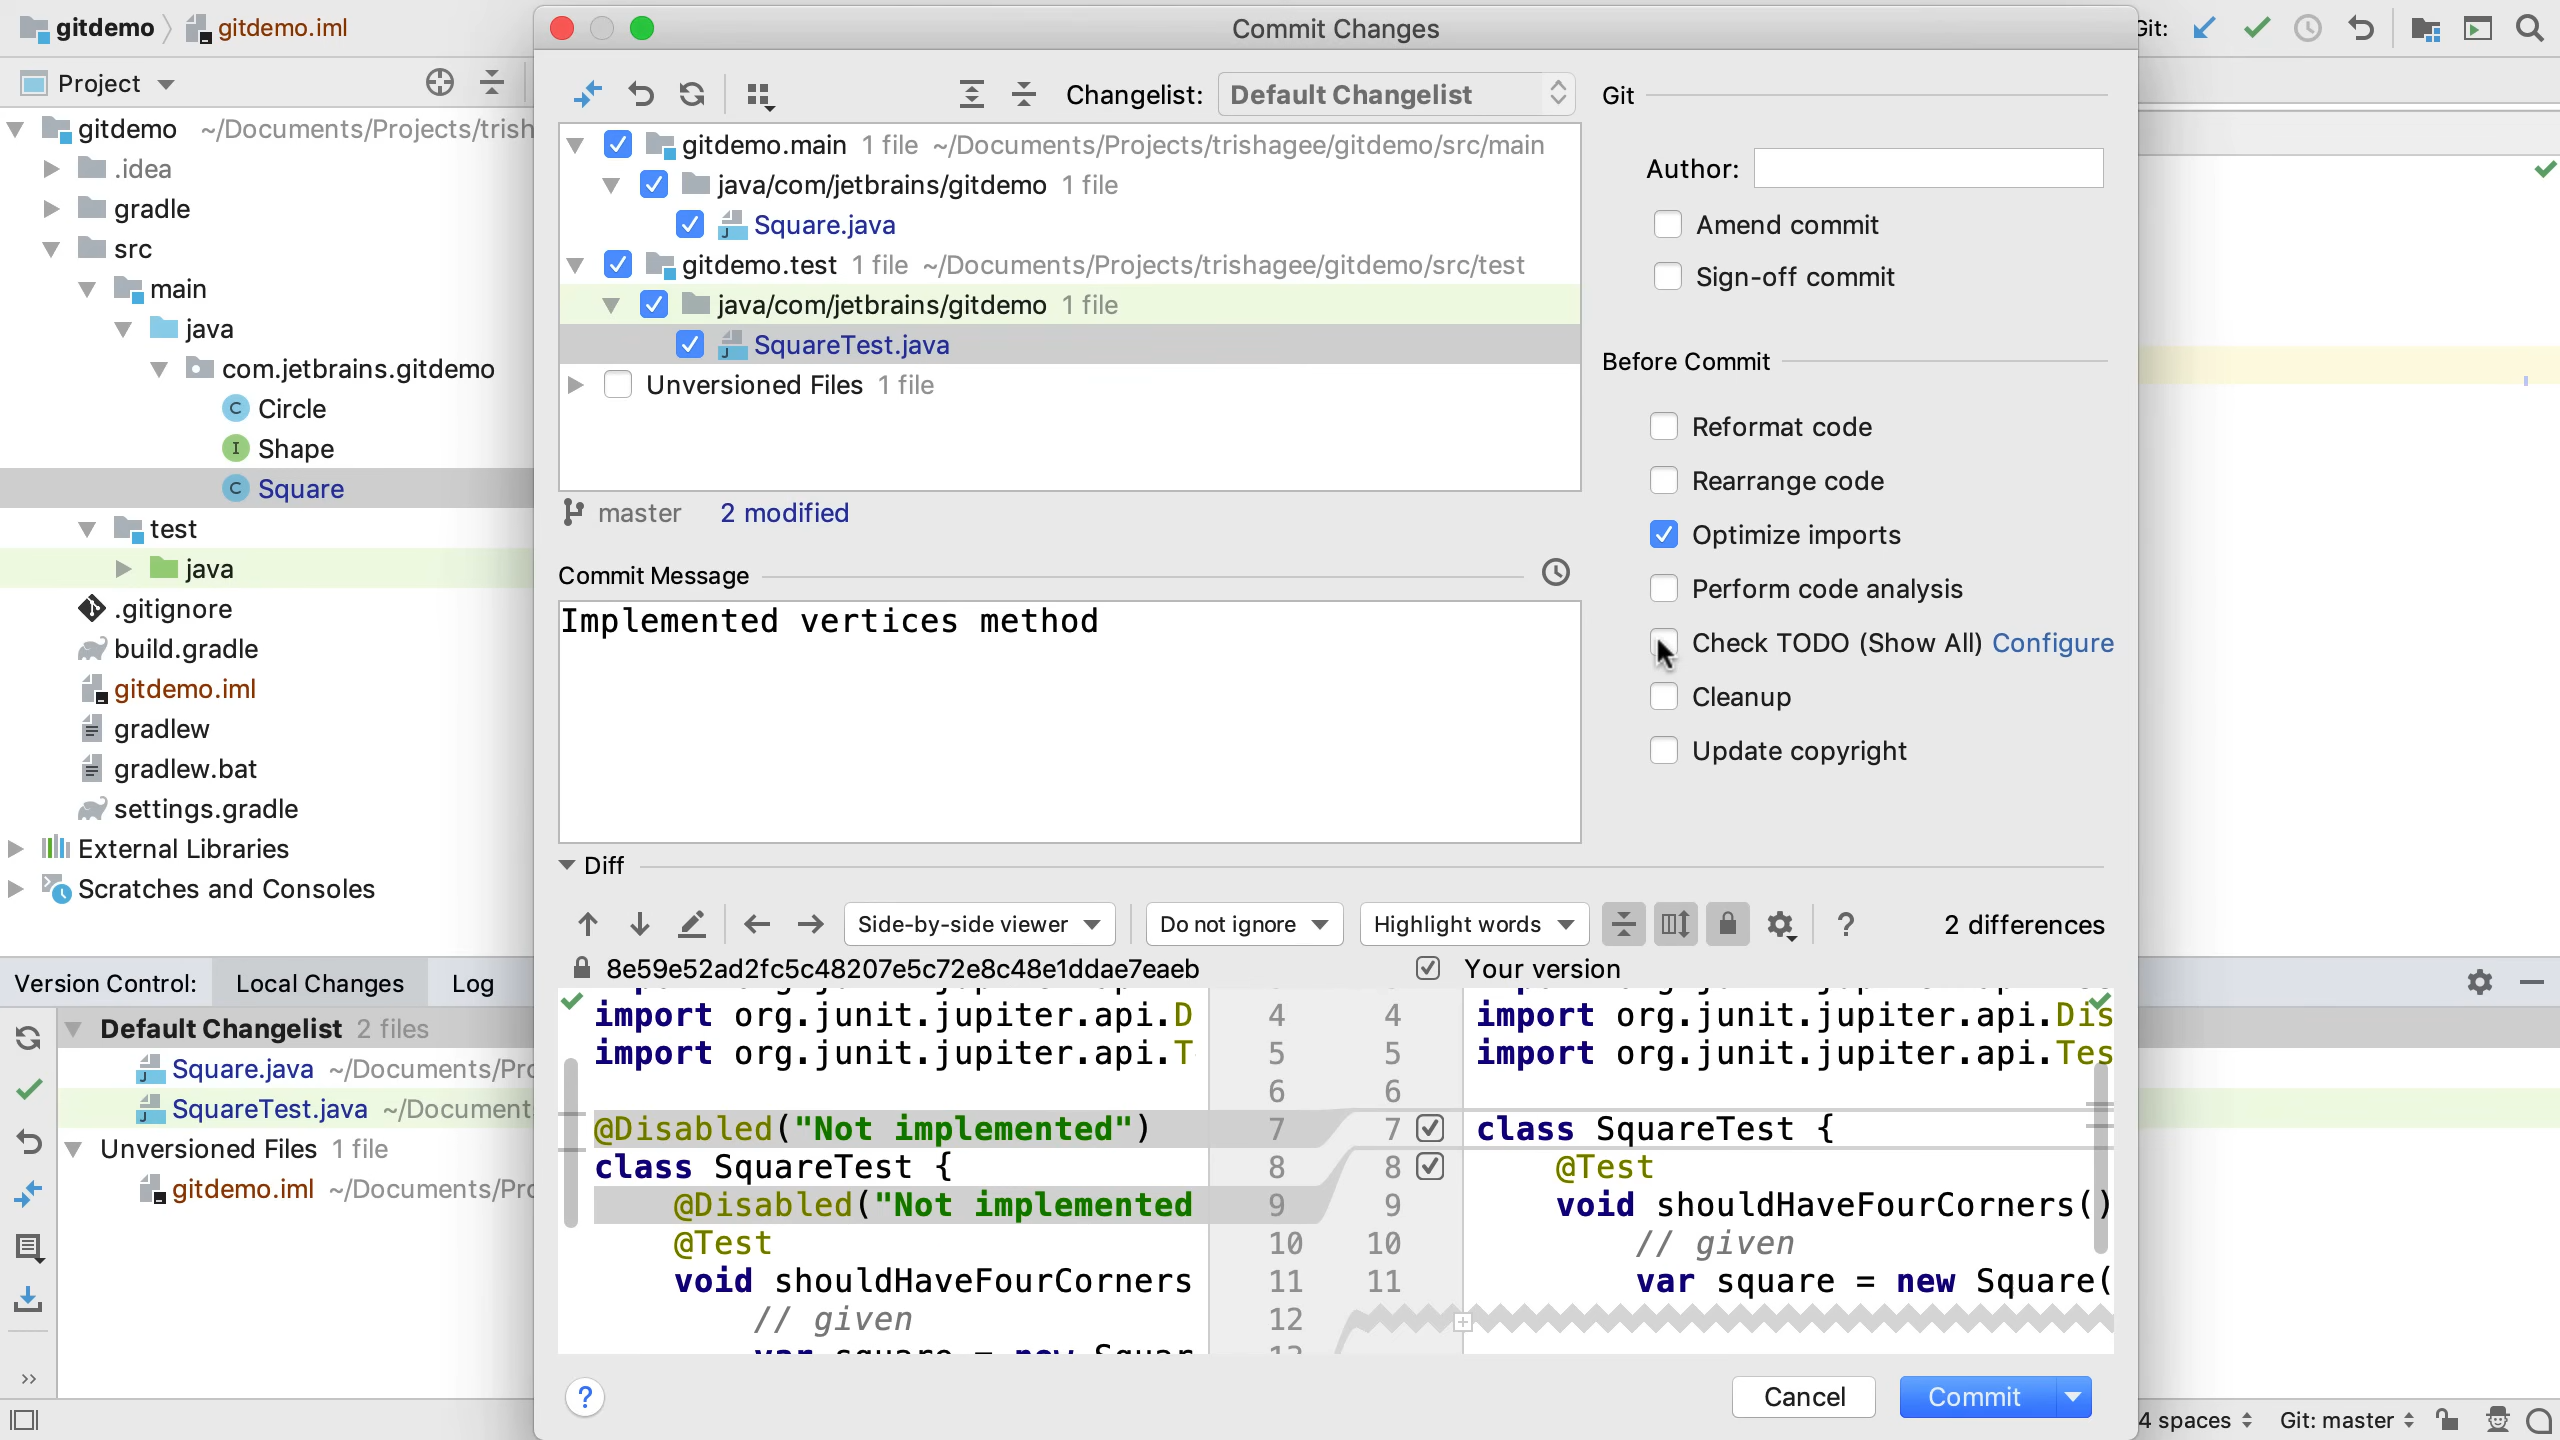 gitdemo
gitdemo.iml
Project
gitdemo ~/Documents/Projects/trish
.idea
gradle
src
main
java
com.jetbrains.gitdemo
Circle
Shape
Square
test
java
.gitignore
build.gradle
gitdemo.iml
gradlew
gradlew.bat
settings.gradle
External Libraries
Scratches and Consoles
Version Control: Local Changes Log
Default Changelist 2 files
Square.java ~/Documents/Pro
SquareTest.java ~/Document
Unversioned Files 1 file
gitdemo.iml ~/Documents/Pro
Commit Changes
Changelist: Default Changelist
gitdemo.main 1 file ~/Documents/Projects/trishagee/gitdemo/src/main
java/com/jetbrains/gitdemo 1 file
Square.java
gitdemo.test 1 file ~/Documents/Projects/trishagee/gitdemo/src/test
java/com/jetbrains/gitdemo 1 file
SquareTest.java
Unversioned Files 1 file
master 2 modified
Commit Message
Implemented vertices method
Git
Author:
Amend commit
Sign-off commit
Before Commit
Reformat code
Rearrange code
Optimize imports
Perform code analysis
Check TODO (Show All) Configure
Cleanup
Update copyright
Diff
Side-by-side viewer Do not ignore Highlight words ? 2 differences
8e59e52ad2fc5c48207e5c72e8c48e1ddae7eaeb Your version
import org.junit.jupiter.api.D 4 4 import org.junit.jupiter.api.Dis
import org.junit.jupiter.api.T 5 5 import org.junit.jupiter.api.Tes
6 6
@Disabled("Not implemented") 7 7 class SquareTest {
class SquareTest { 8 8 @Test
@Disabled("Not implemented 9 9 void shouldHaveFourCorners()
@Test 10 10 // given
void shouldHaveFourCorners 11 11 var square = new Square(
// given 12
var square = new Squar 13
? Cancel Commit
Git:
4 spaces Git: master